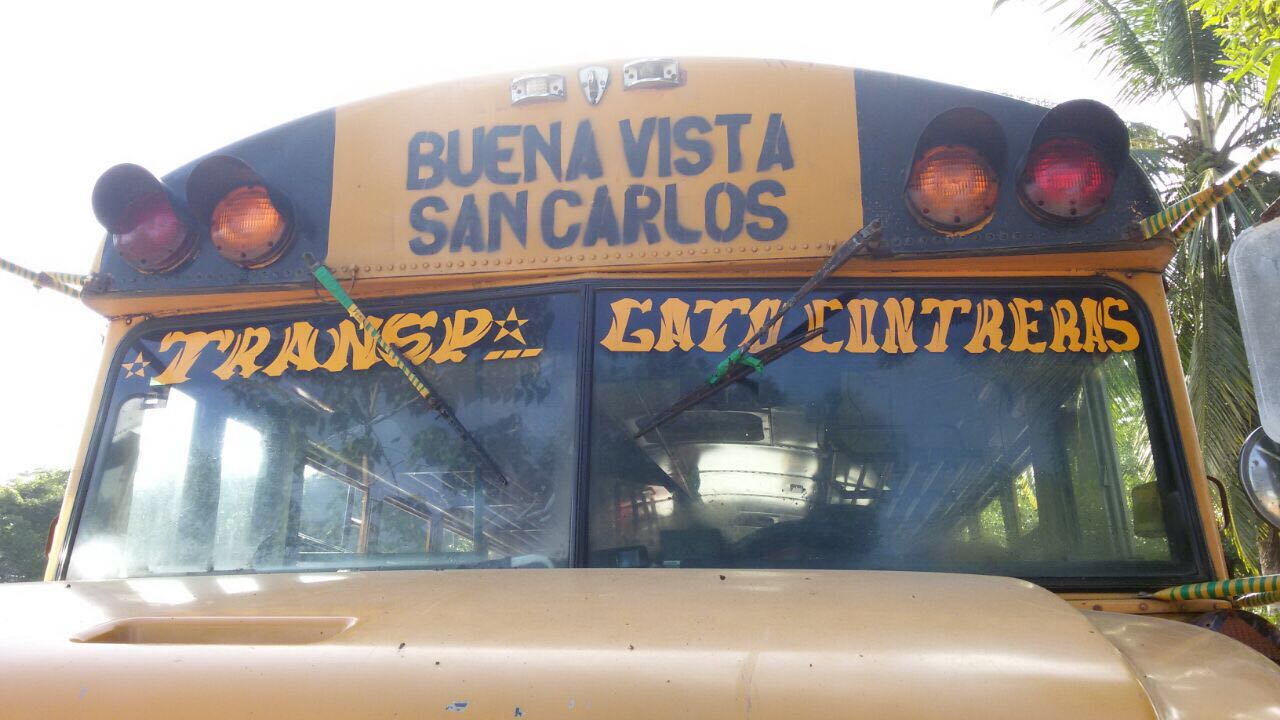 BUENA VISTA
SAN CARLOS
TRANSP. GATO CONTRERAS